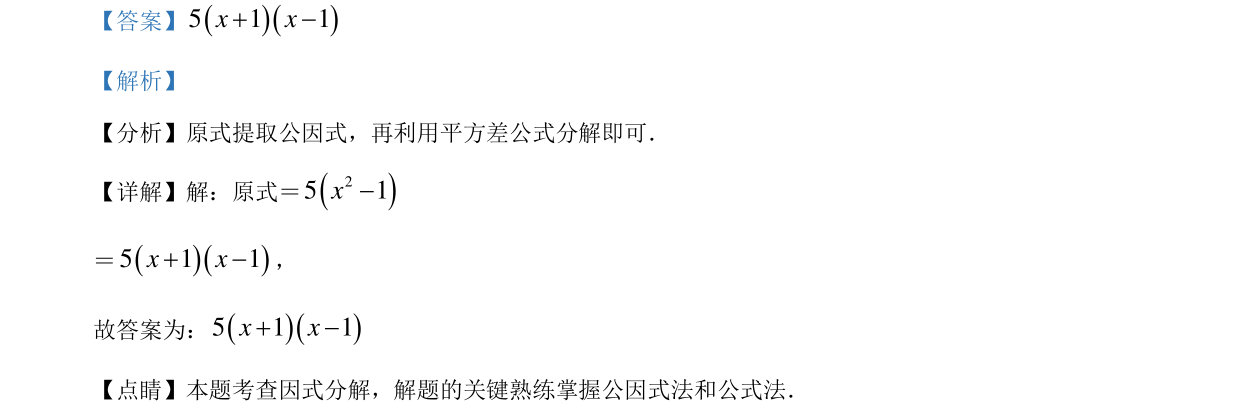 【答案】5(x+1)(x−1)
【解析】
【分析】原式提取公因式，再利用平方差公式分解即可．
【详解】解：原式＝5(x²−1)
＝5(x+1)(x−1)，
故答案为：5(x+1)(x−1)
【点睛】本题考查因式分解，解题的关键熟练掌握公因式法和公式法．